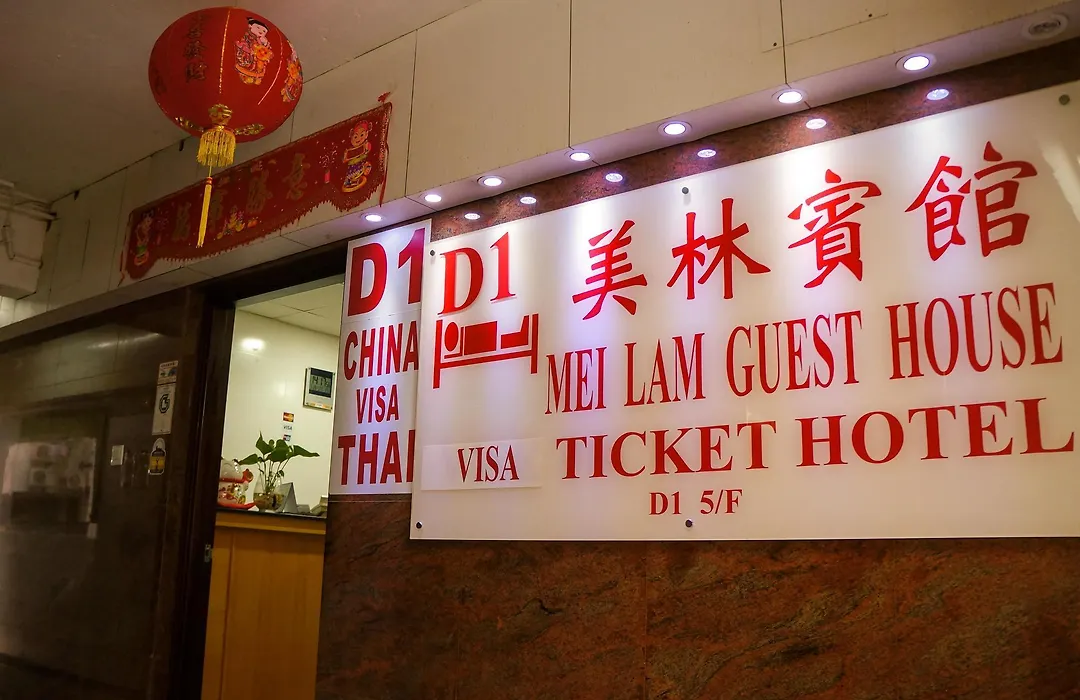 D1
CHINA
VISA
THAI
D1
美林賓館
MEI LAM GUEST HOUSE
VISA
TICKET HOTEL
D1 5/F